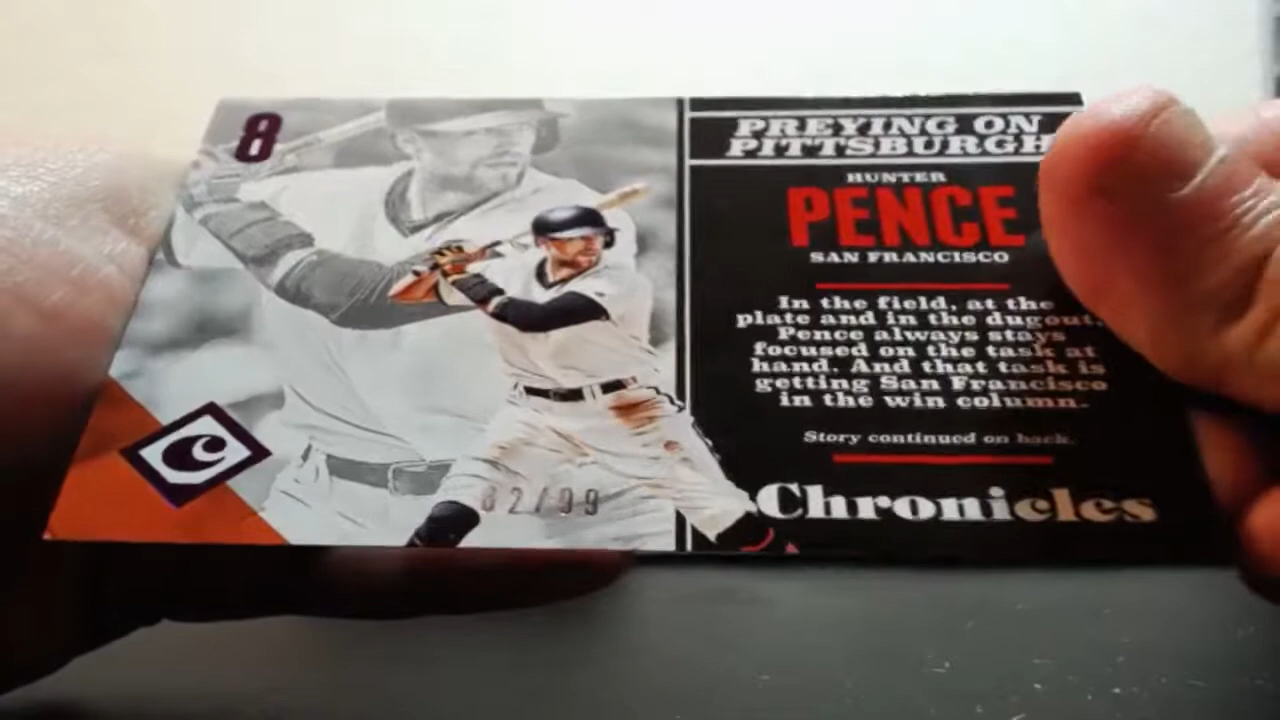 8
PREYING ON
PITTSBURGH
HUNTER
PENCE
SAN FRANCISCO
In the field, at the
plate and in the dugout,
Pence always stays
focused on the task at
hand. And that task is
getting San Francisco
in the win column.
Story continued on back.
C
82/99
Chronicles